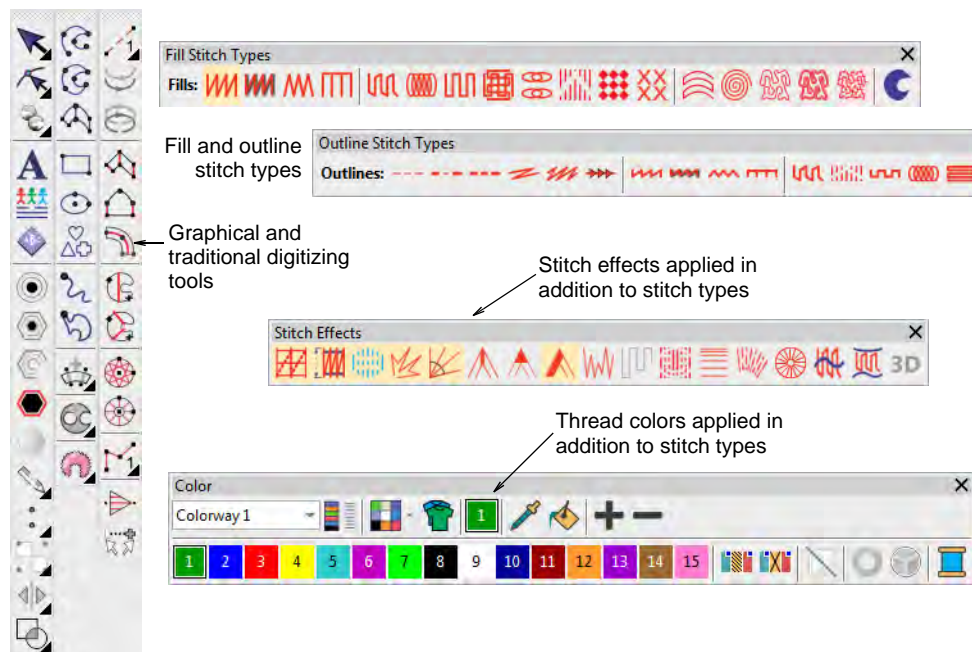 Fill Stitch Types
Fills:
Fill and outline
stitch types
Outline Stitch Types
Outlines:
Graphical and
traditional digitizing
tools
Stitch effects applied in
addition to stitch types
Stitch Effects
3D
Thread colors applied in
addition to stitch types
Color
Colorway 1
1
1 2 3 4 5 6 7 8 9 10 11 12 13 14 15
A
1
1